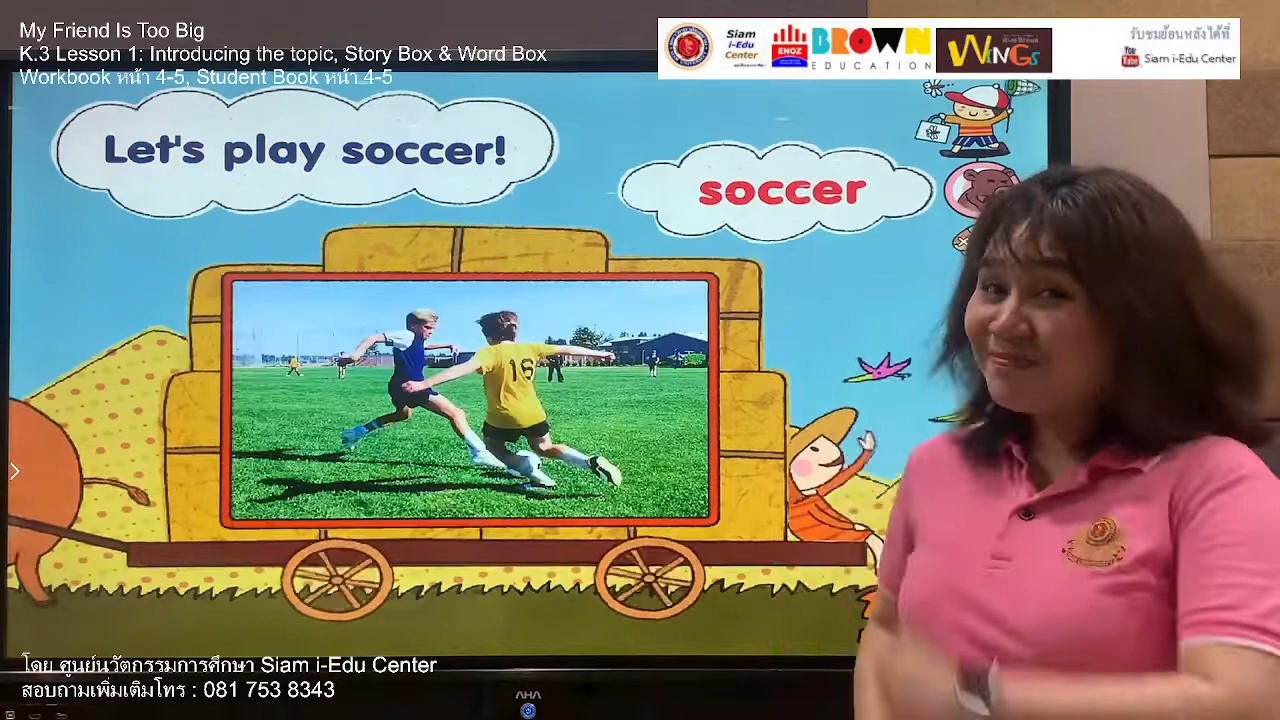 My Friend Is Too Big
K.3 Lesson 1: Introducing the topic, Story Box & Word Box
Workbook หน้า 4-5, Student Book หน้า 4-5
Siam
i-Edu
Center
ENOZ
BROWN
EDUCATION
WINGS
รับชมย้อนหลังได้ที่
You
Tube
Siam i-Edu Center
Let's play soccer!
soccer
16
โดย ศูนย์นวัตกรรมการศึกษา Siam i-Edu Center
สอบถามเพิ่มเติมโทร : 081 753 8343
AHA